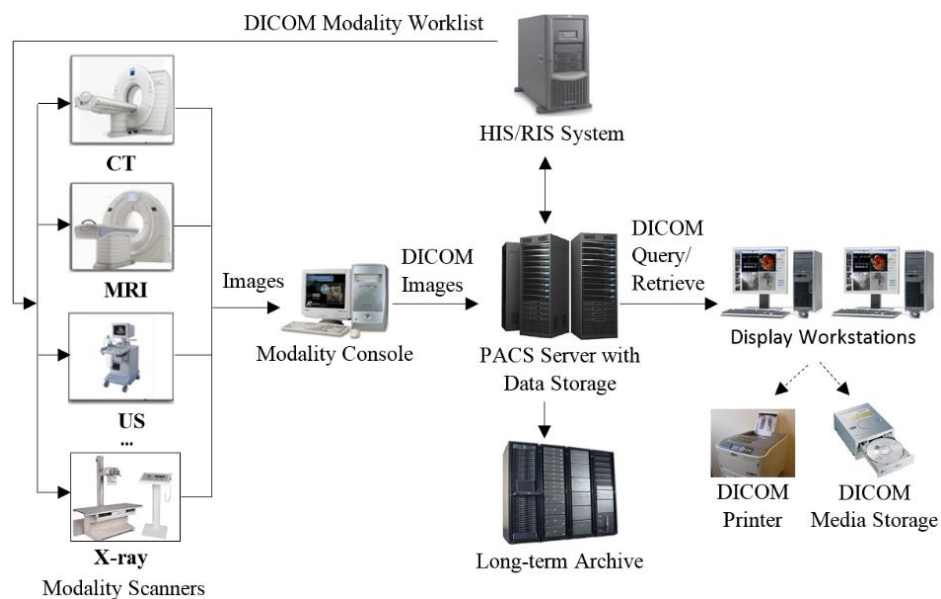 DICOM Modality Worklist
CT
MRI
US
...
X-ray
Modality Scanners
Images
Modality Console
DICOM
Images
HIS/RIS System
PACS Server with
Data Storage
Long-term Archive
DICOM
Query/
Retrieve
Display Workstations
DICOM
Printer
DICOM
Media Storage